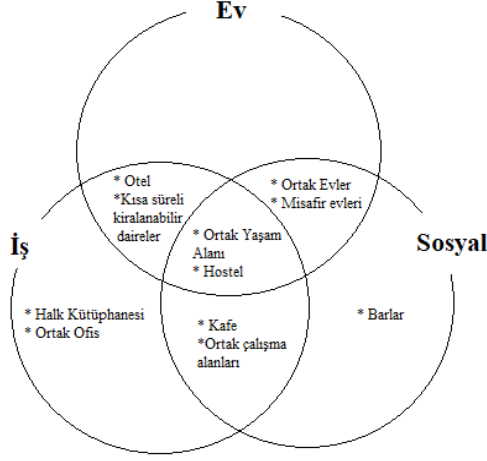 Ev
* Otel
*Kısa süreli
kiralanabilir
daireler
* Ortak Evler
* Misafir evleri
* Ortak Yaşam
Alanı
* Hostel
İş
Sosyal
* Halk Kütüphanesi
* Ortak Ofis
* Kafe
*Ortak çalışma
alanları
* Barlar